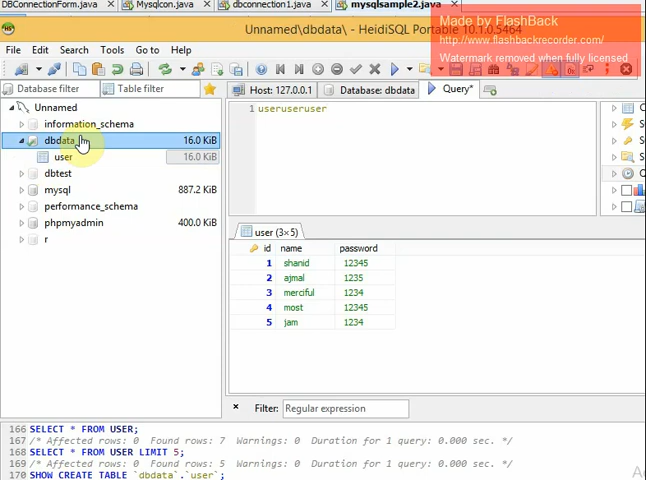 DBConnectionForm.java
Mysqlcon.java
dbconnection1.java
mysqlsample2.java
Made by FlashBack
http://www.flashbackrecorder.com/
Watermark removed when fully licensed
Unnamed\dbdata\ - HeidiSQL Portable 10.1.0.5464
File Edit Search Tools Go to Help
Database filter
Table filter
Host: 127.0.0.1
Database: dbdata
Query*
Unnamed
information_schema
dbdata 16.0 KiB
user 16.0 KiB
dbtest
mysql 887.2 KiB
performance_schema
phpmyadmin 400.0 KiB
r
1 useruseruser
user (3×5)
id name password
1 shanid 12345
2 ajmal 1235
3 merciful 1234
4 most 12345
5 jam 1234
Filter: Regular expression
166 SELECT * FROM USER;
167 /* Affected rows: 0 Found rows: 7 Warnings: 0 Duration for 1 query: 0.000 sec. */
168 SELECT * FROM USER LIMIT 5;
169 /* Affected rows: 0 Found rows: 5 Warnings: 0 Duration for 1 query: 0.000 sec. */
170 SHOW CREATE TABLE `dbdata`.`user`;